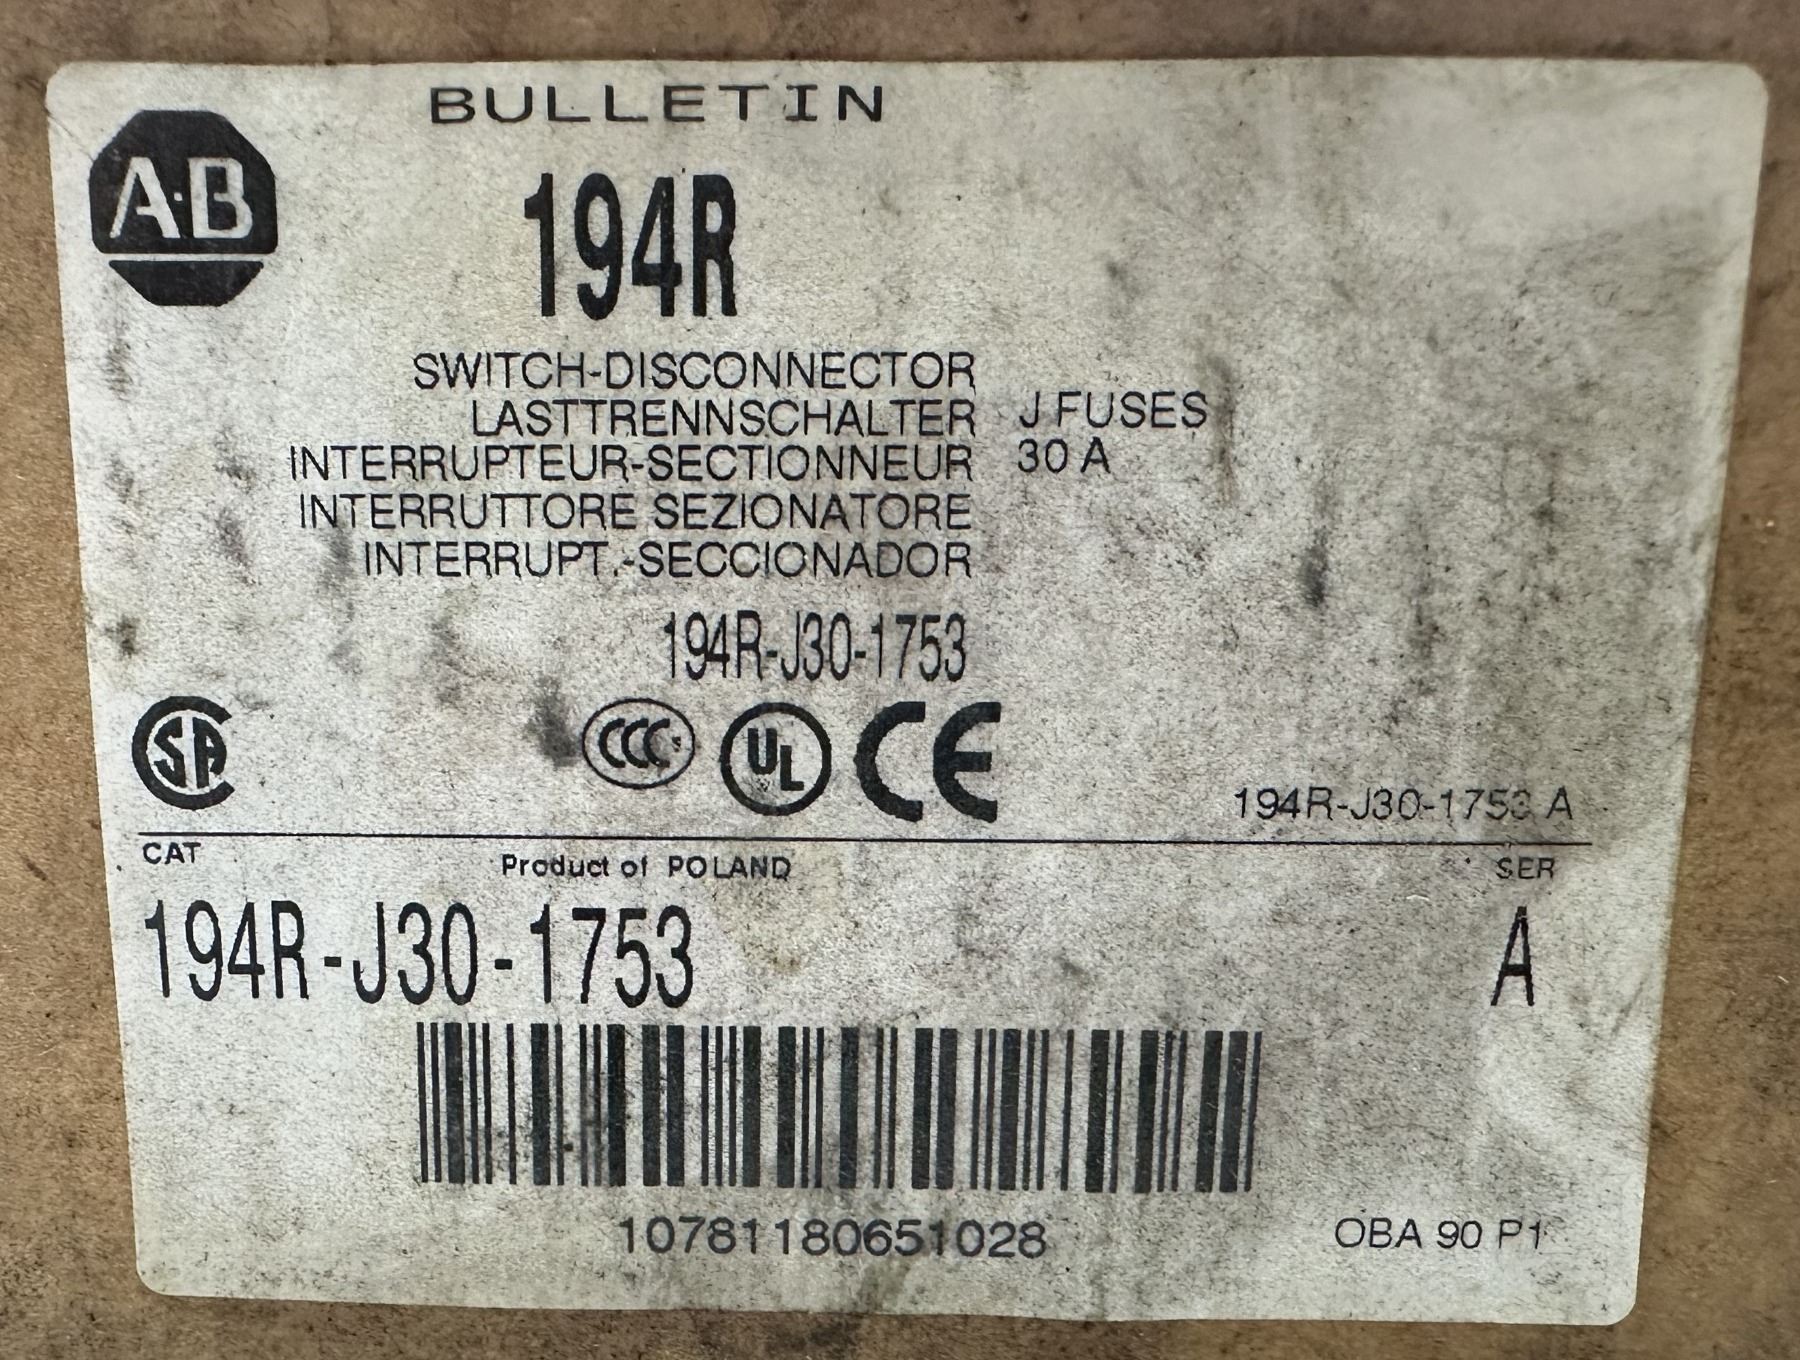 BULLETIN
A·B
194R
SWITCH-DISCONNECTOR
LASTTRENNSCHALTER
INTERRUPTEUR-SECTIONNEUR
INTERRUTTORE SEZIONATORE
INTERRUPT.-SECCIONADOR
J FUSES
30 A
194R-J30-1753
SA
CCC S
UL
CE
194R-J30-1753 A
CAT
Product of POLAND
SER
194R-J30-1753
A
10781180651028
OBA 90 P1